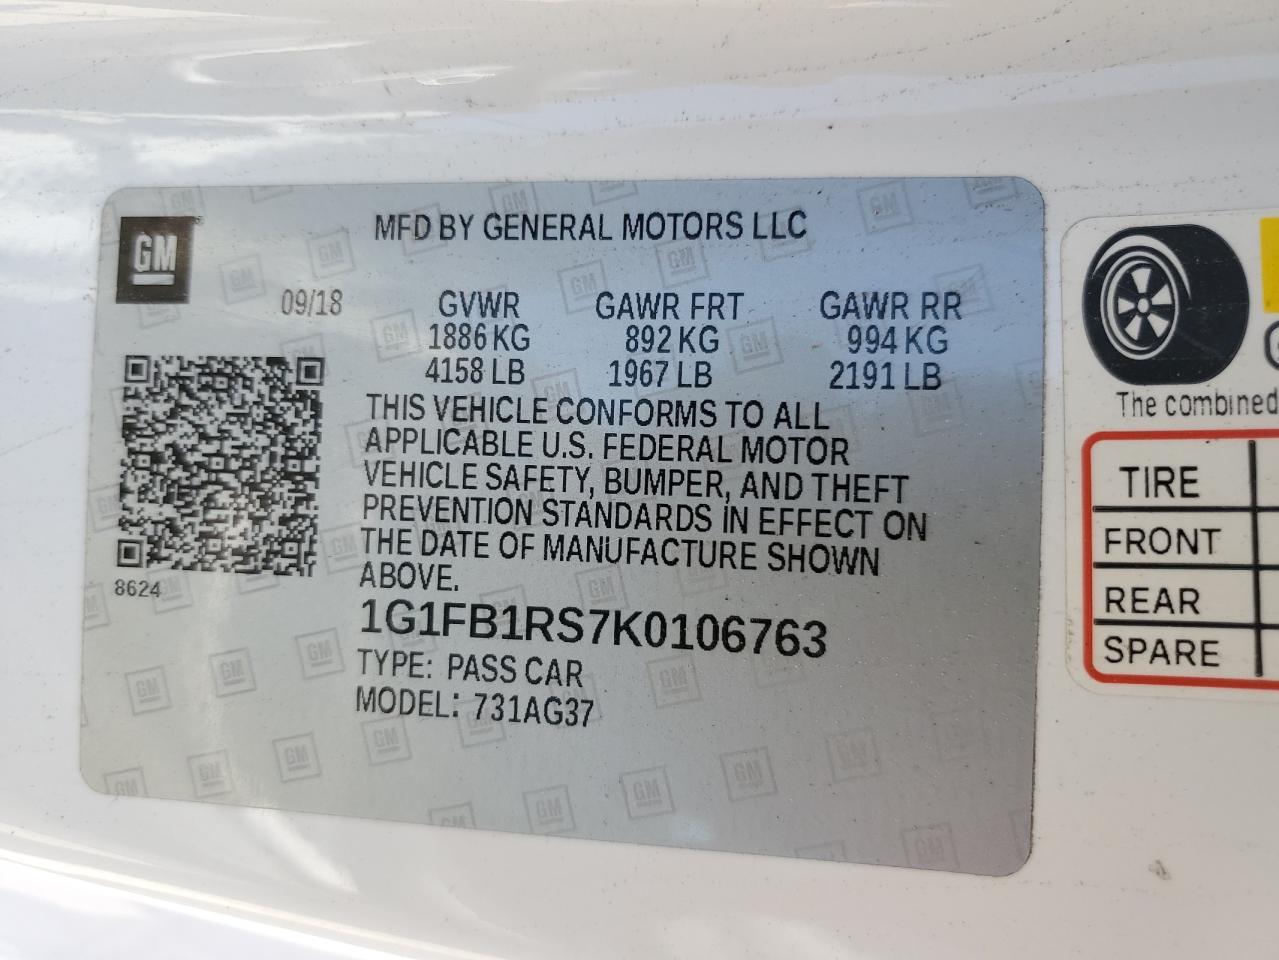 GM
MFD BY GENERAL MOTORS LLC
09/18
GVWR GAWR FRT GAWR RR
1886 KG 892 KG 994 KG
4158 LB 1967 LB 2191 LB
THIS VEHICLE CONFORMS TO ALL
APPLICABLE U.S. FEDERAL MOTOR
VEHICLE SAFETY, BUMPER, AND THEFT
PREVENTION STANDARDS IN EFFECT ON
THE DATE OF MANUFACTURE SHOWN
ABOVE.
8624
1G1FB1RS7K0106763
TYPE: PASS CAR
MODEL: 731AG37
The combined
TIRE
FRONT
REAR
SPARE